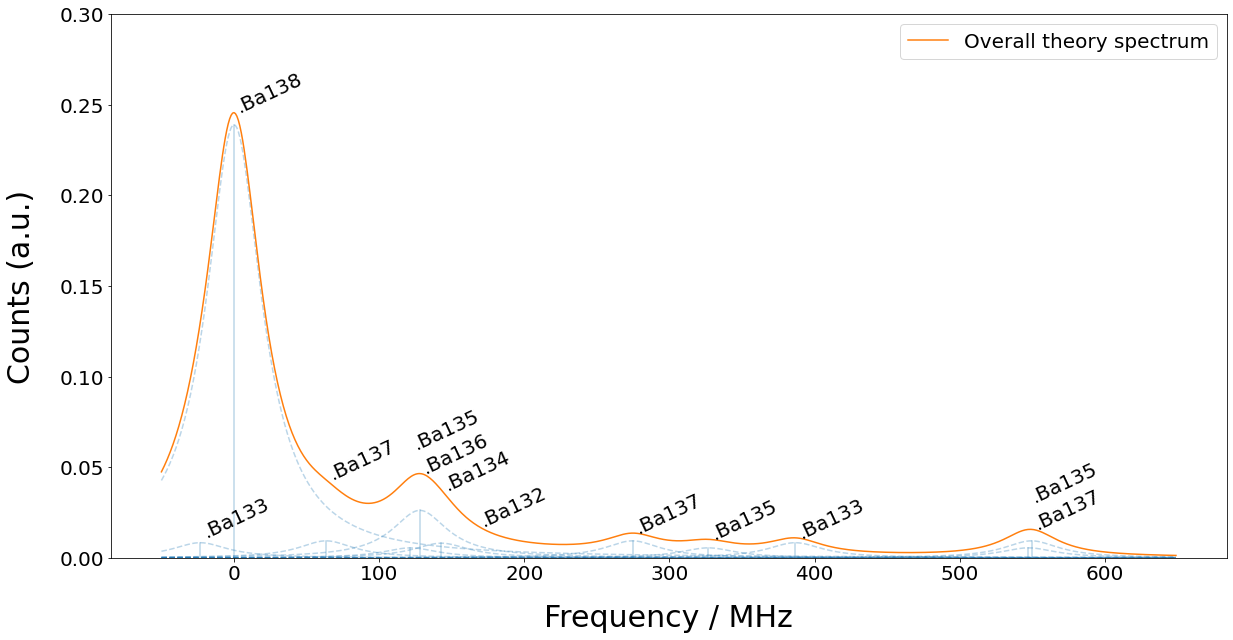 0.30
Overall theory spectrum
.Ba138
0.25
0.20
Counts (a.u.)
0.15
0.10
.Ba135
.Ba137
.Ba136
0.05
.Ba134
.Ba135
.Ba133
.Ba132
.Ba137
.Ba135
.Ba133
.Ba137
0.00
0 100 200 300 400 500 600
Frequency / MHz